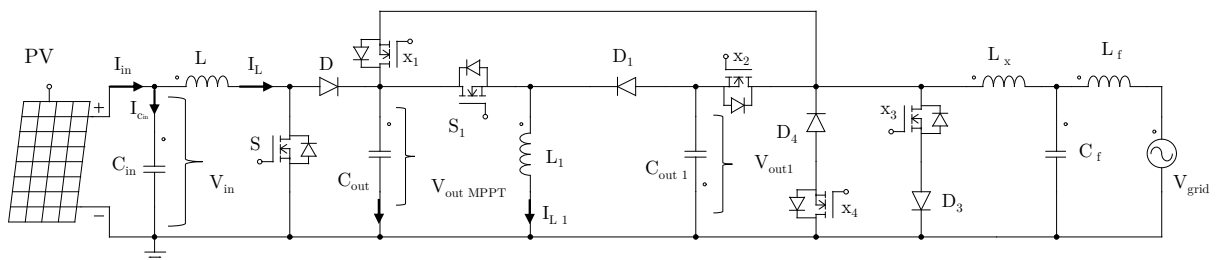 PV
I_in
L
I_L
D
x_1
D_1
x_2
L_x
L_f
+
I_Cin
S
S_1
x_3
D_4
C_in
V_in
C_out
V_out MPPT
L_1
C_out 1
V_out1
C_f
V_grid
−
I_L 1
x_4
D_3